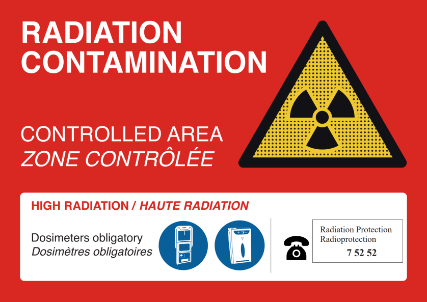 RADIATION
CONTAMINATION
CONTROLLED AREA
ZONE CONTRÔLÉE
HIGH RADIATION / HAUTE RADIATION
Dosimeters obligatory
Dosimètres obligatoires
Radiation Protection
Radioprotection
7 52 52